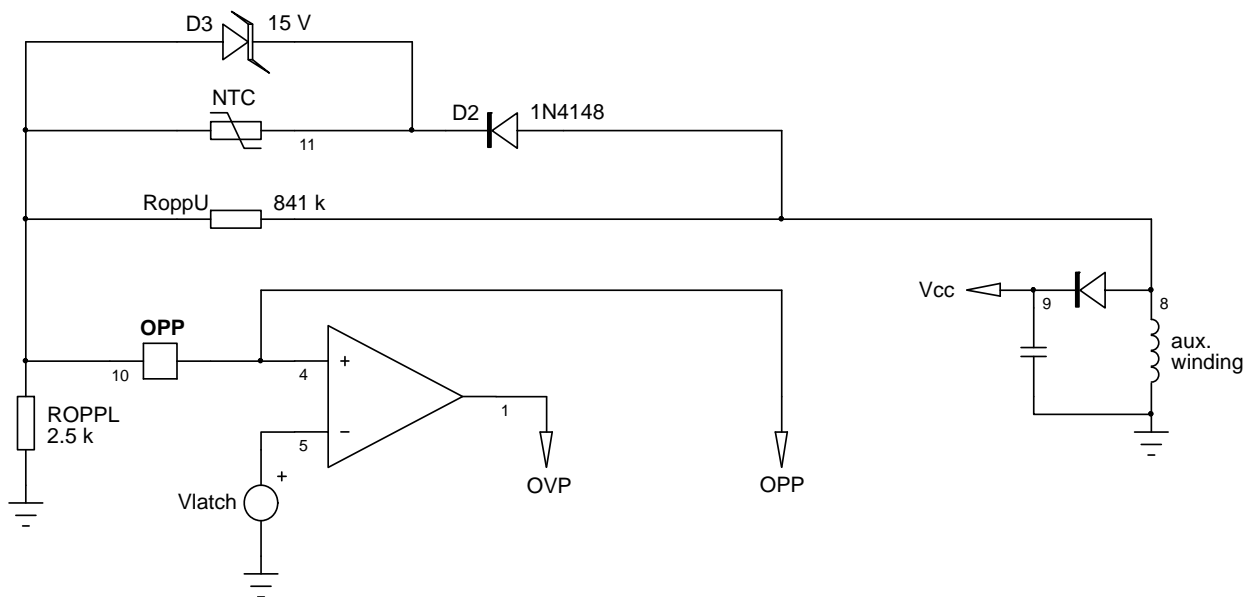 D3 15 V
NTC
11
D2 1N4148
RoppU 841 k
Vcc
9
8
aux.
winding
OPP
10
4
+
1
5
−
ROPPL
2.5 k
+
Vlatch
OVP
OPP